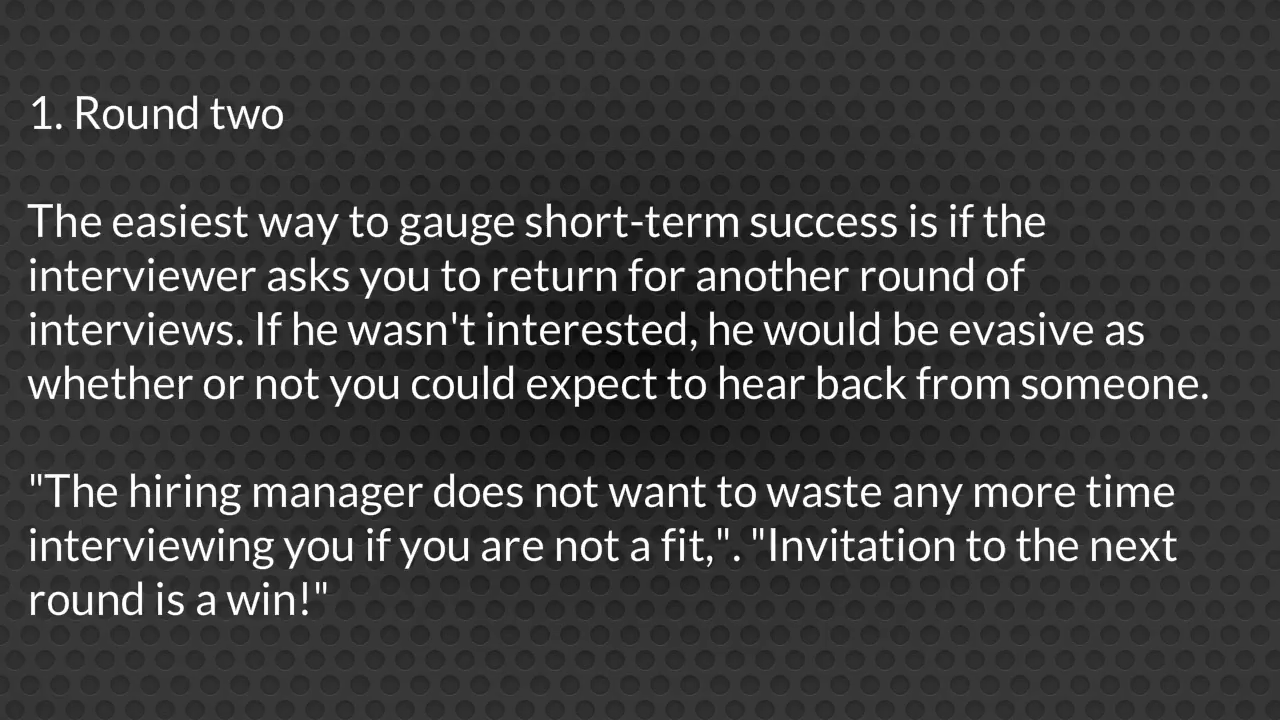 1. Round two
The easiest way to gauge short-term success is if the
interviewer asks you to return for another round of
interviews. If he wasn't interested, he would be evasive as
whether or not you could expect to hear back from someone.
"The hiring manager does not want to waste any more time
interviewing you if you are not a fit,". "Invitation to the next
round is a win!"